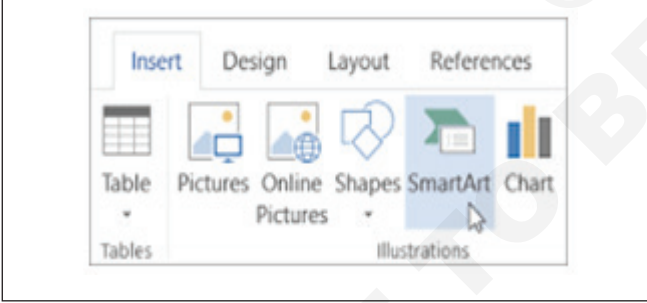 Insert Design Layout References
Table Pictures Online Shapes SmartArt Chart
Pictures
Tables Illustrations